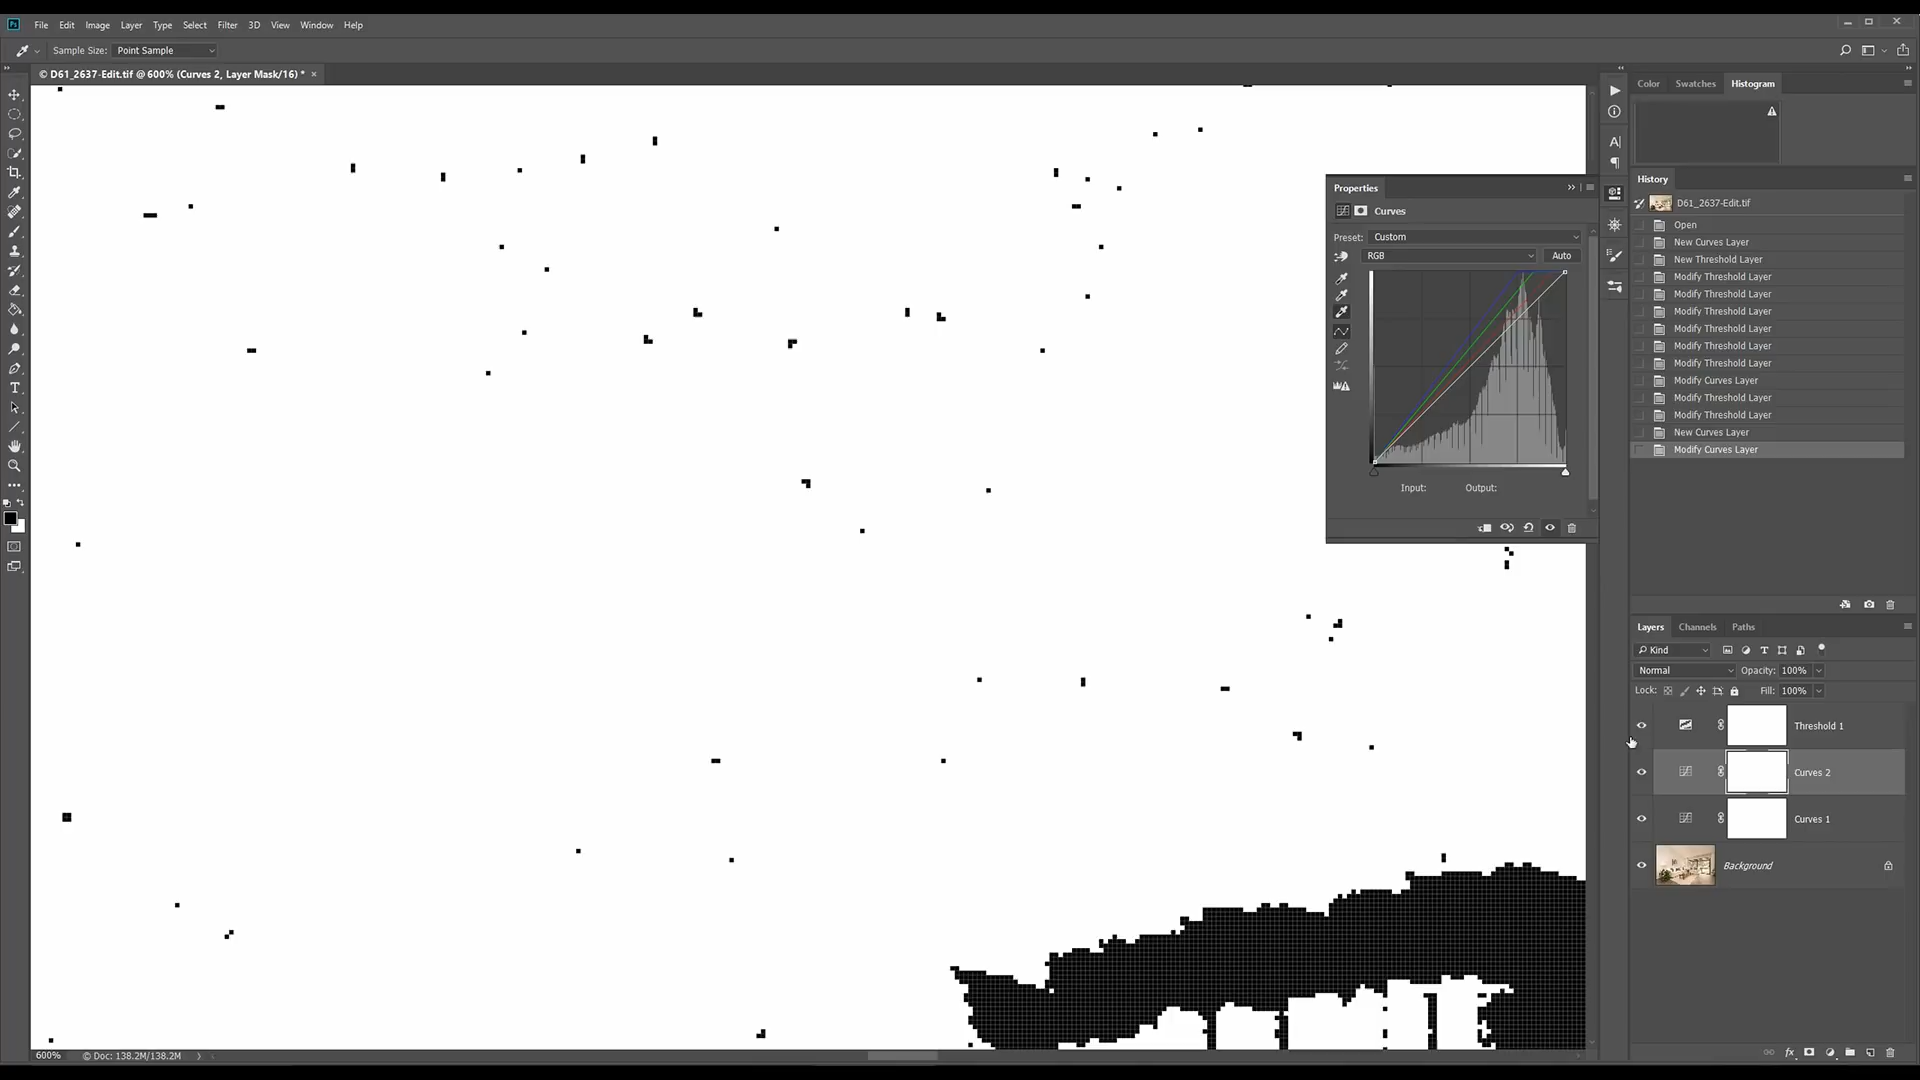 Ps File Edit Image Layer Type Select Filter 3D View Window Help
Sample Size: Point Sample
© D61_2637-Edit.tif @ 600% (Curves 2, Layer Mask/16) * ×
Color Swatches Histogram
History
D61_2637-Edit.tif
Open
New Curves Layer
New Threshold Layer
Modify Threshold Layer
Modify Threshold Layer
Modify Threshold Layer
Modify Threshold Layer
Modify Threshold Layer
Modify Threshold Layer
Modify Curves Layer
Modify Threshold Layer
Modify Threshold Layer
New Curves Layer
Modify Curves Layer
Properties
Curves
Preset: Custom
RGB Auto
Input: Output:
Layers Channels Paths
Kind
Normal Opacity: 100%
Lock: Fill: 100%
Threshold 1
Curves 2
Curves 1
Background
600% © Doc: 138.2M/138.2M